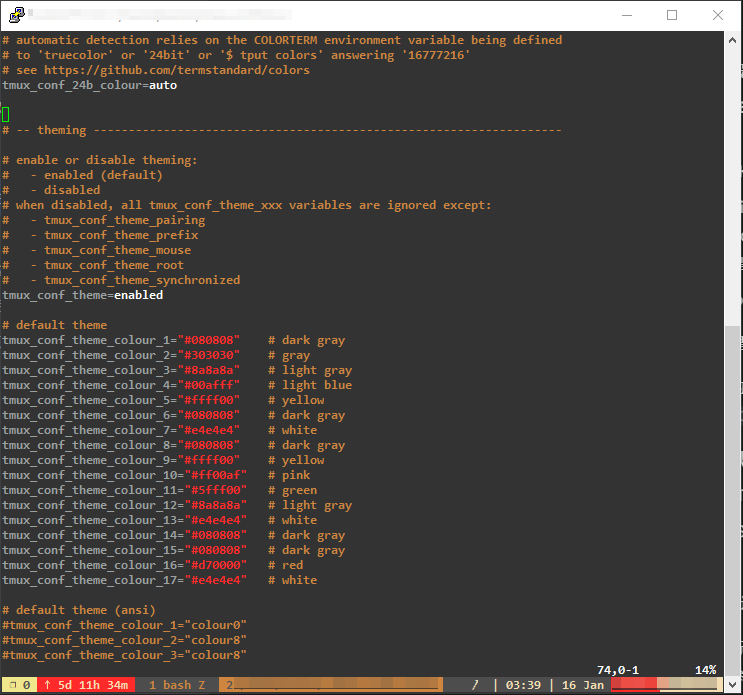 # automatic detection relies on the COLORTERM environment variable being defined
# to 'truecolor' or '24bit' or '$ tput colors' answering '16777216'
# see https://github.com/termstandard/colors
tmux_conf_24b_colour=auto
# -- theming -------------------------------------------------------------------
# enable or disable theming:
#   - enabled (default)
#   - disabled
# when disabled, all tmux_conf_theme_xxx variables are ignored except:
#   - tmux_conf_theme_pairing
#   - tmux_conf_theme_prefix
#   - tmux_conf_theme_mouse
#   - tmux_conf_theme_root
#   - tmux_conf_theme_synchronized
tmux_conf_theme=enabled
# default theme
tmux_conf_theme_colour_1="#080808"    # dark gray
tmux_conf_theme_colour_2="#303030"    # gray
tmux_conf_theme_colour_3="#8a8a8a"    # light gray
tmux_conf_theme_colour_4="#00afff"    # light blue
tmux_conf_theme_colour_5="#ffff00"    # yellow
tmux_conf_theme_colour_6="#080808"    # dark gray
tmux_conf_theme_colour_7="#e4e4e4"    # white
tmux_conf_theme_colour_8="#080808"    # dark gray
tmux_conf_theme_colour_9="#ffff00"    # yellow
tmux_conf_theme_colour_10="#ff00af"   # pink
tmux_conf_theme_colour_11="#5fff00"   # green
tmux_conf_theme_colour_12="#8a8a8a"   # light gray
tmux_conf_theme_colour_13="#e4e4e4"   # white
tmux_conf_theme_colour_14="#080808"   # dark gray
tmux_conf_theme_colour_15="#080808"   # dark gray
tmux_conf_theme_colour_16="#d70000"   # red
tmux_conf_theme_colour_17="#e4e4e4"   # white
# default theme (ansi)
#tmux_conf_theme_colour_1="colour0"
#tmux_conf_theme_colour_2="colour8"
#tmux_conf_theme_colour_3="colour8"
74,0-1        14%
❐ 0 ↑ 5d 11h 34m 1 bash Z 2 | 03:39 | 16 Jan